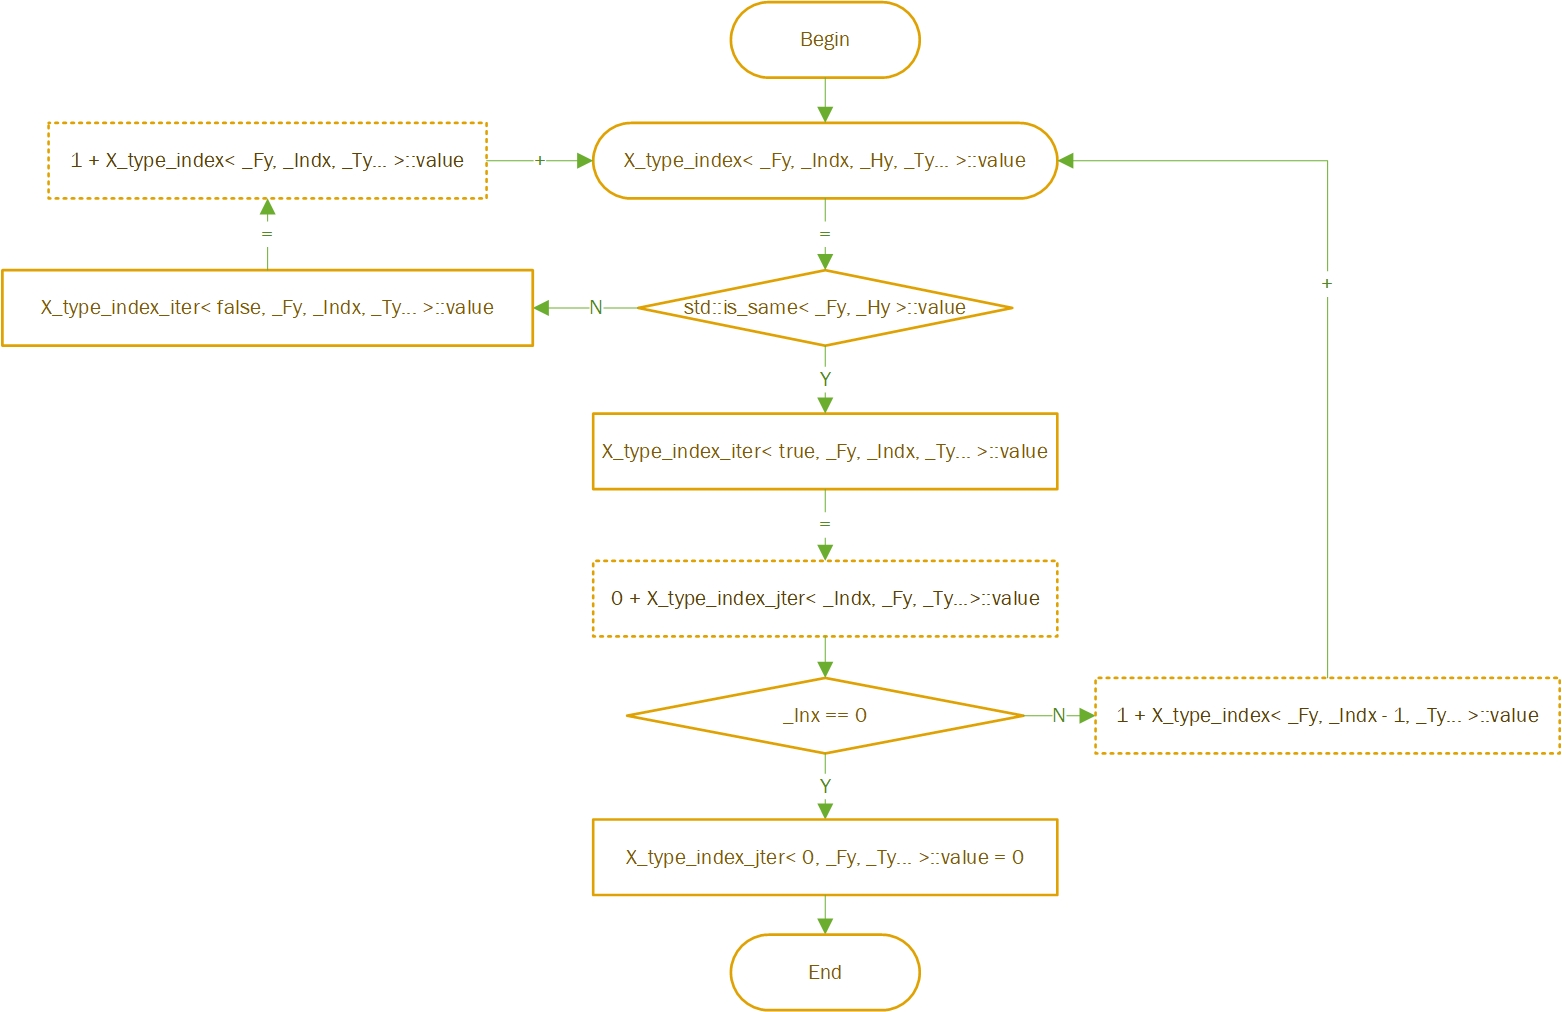 Begin
1 + X_type_index< _Fy, _Indx, _Ty... >::value
+
X_type_index< _Fy, _Indx, _Hy, _Ty... >::value
=
=
+
X_type_index_iter< false, _Fy, _Indx, _Ty... >::value
N
std::is_same< _Fy, _Hy >::value
Y
X_type_index_iter< true, _Fy, _Indx, _Ty... >::value
=
0 + X_type_index_jter< _Indx, _Fy, _Ty...>::value
_Inx == 0
N
1 + X_type_index< _Fy, _Indx - 1, _Ty... >::value
Y
X_type_index_jter< 0, _Fy, _Ty... >::value = 0
End